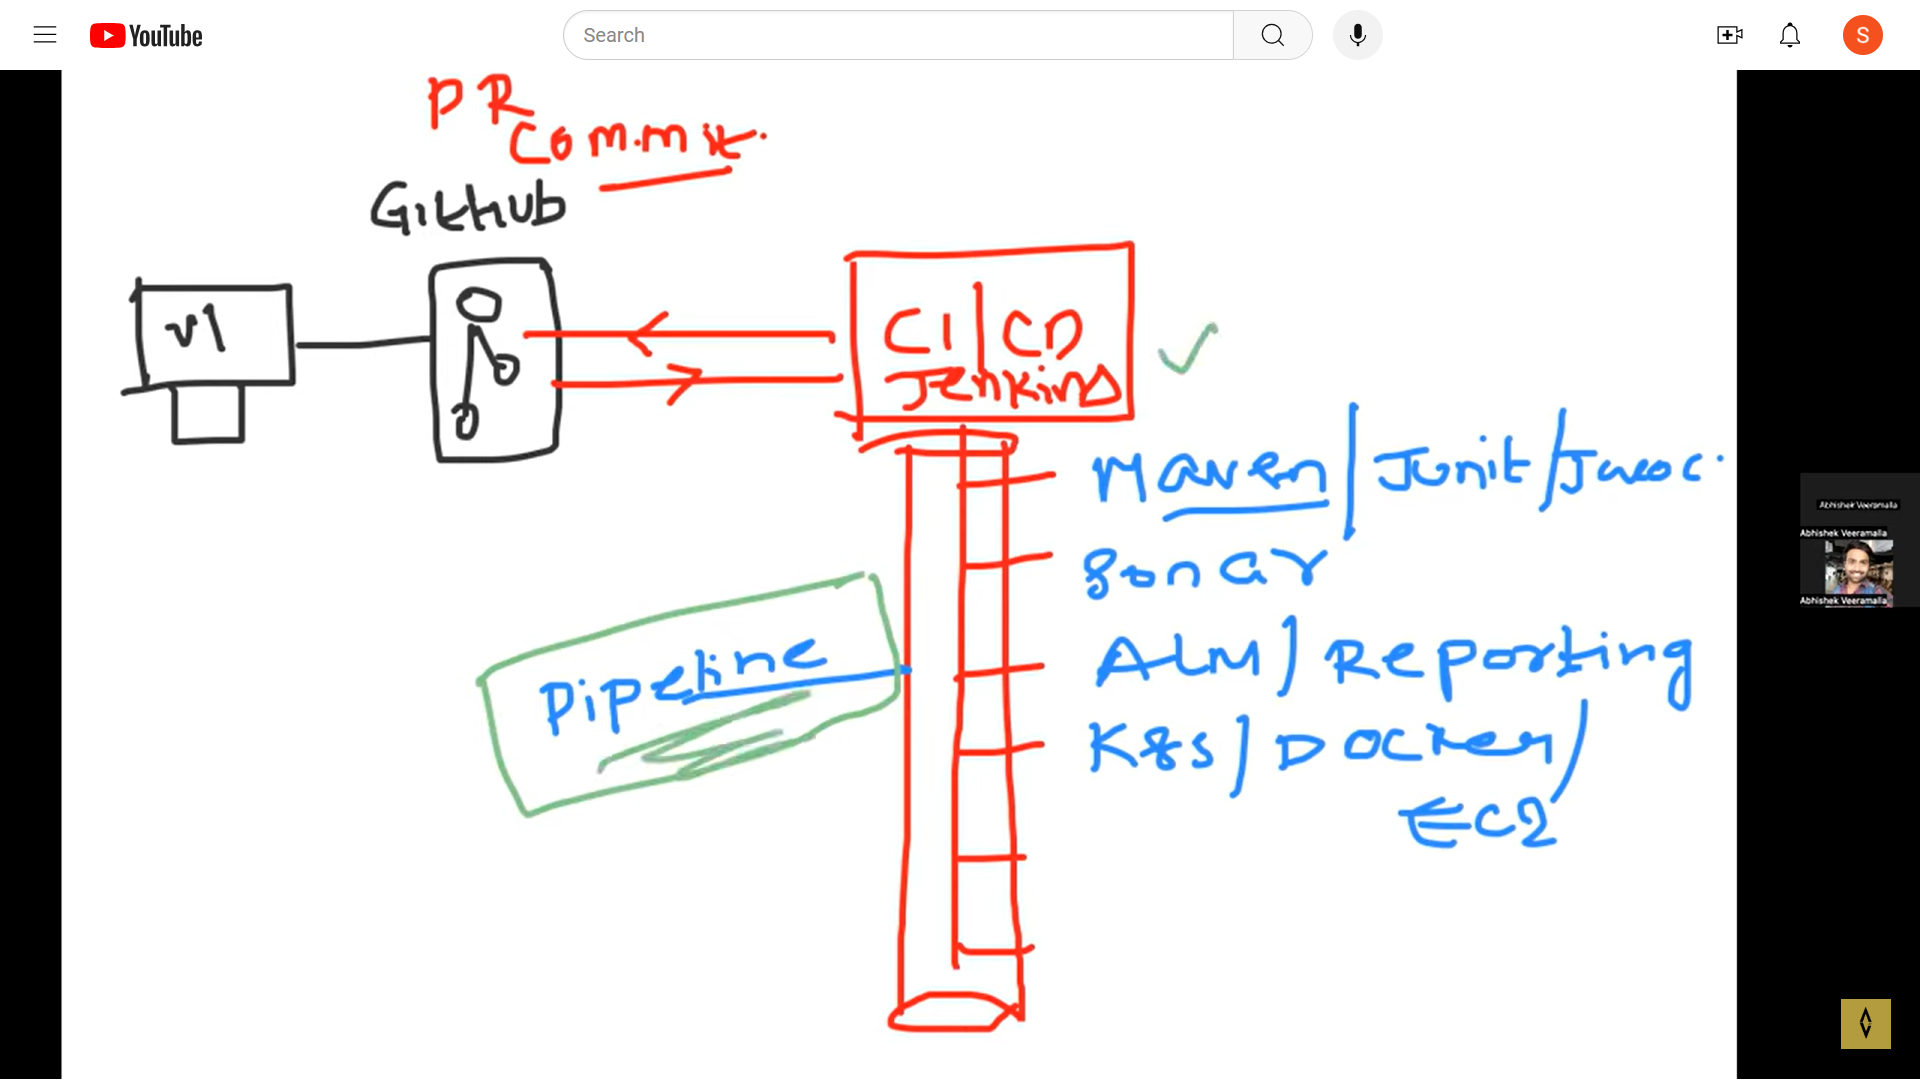 YouTube
Search
S
PR
Commit.
GitHub
v1
CI|CD
Jenkins
Maven/Junit/Jacoc.
Sonar
ALM/Reporting
Pipeline
K8s/Docker/
EC2
Abhishek Veeramalla
Abhishek Veeramalla
Abhishek Veeramalla